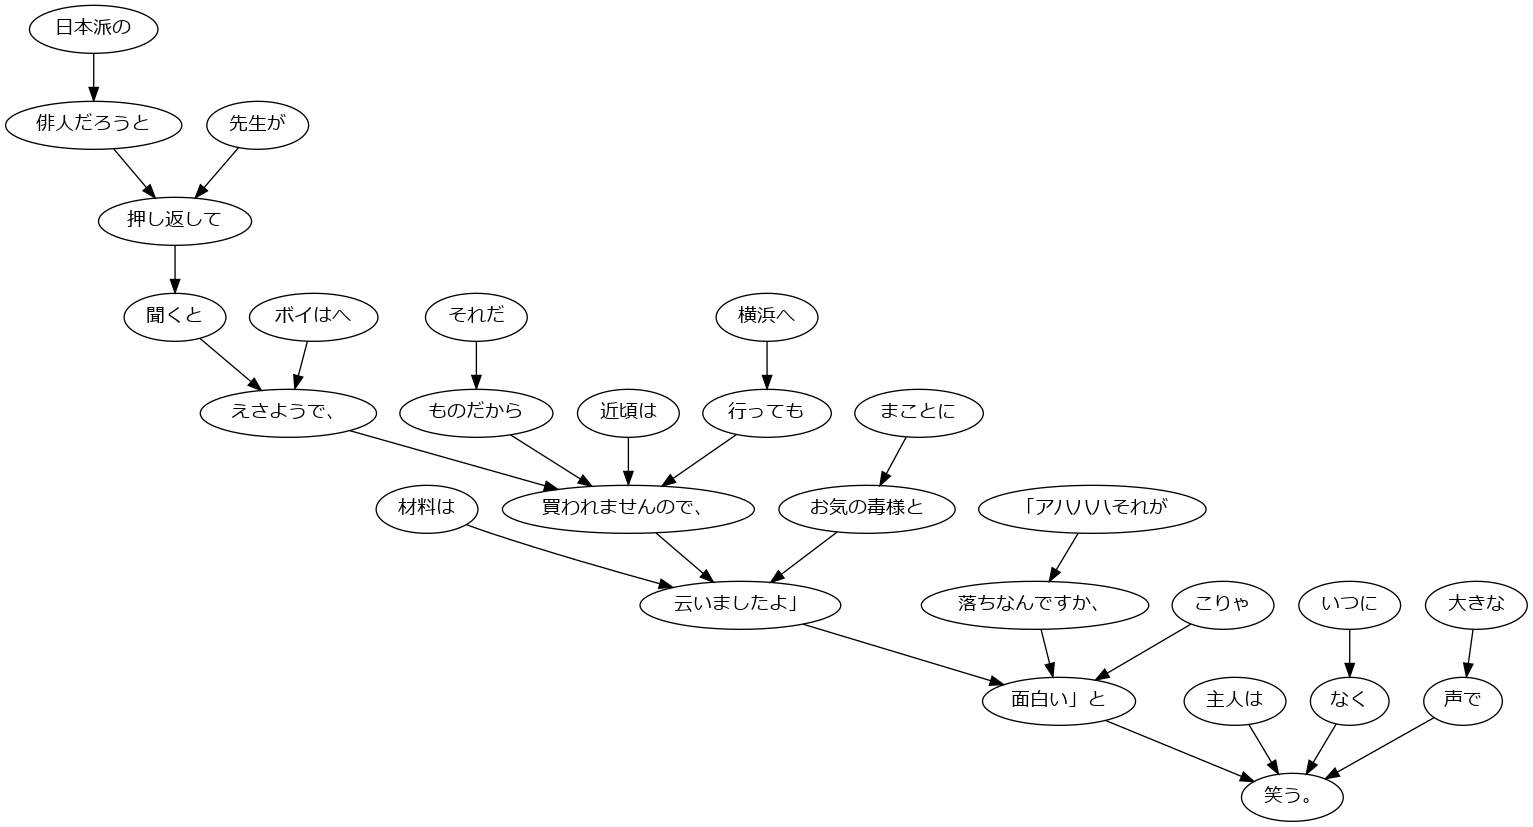 日本派の
俳人だろうと
先生が
押し返して
聞くと
ボイはへ
それだ
横浜へ
えさようで、
ものだから
近頃は
行っても
まことに
材料は
買われませんので、
お気の毒様と
「アハハハそれが
云いましたよ」
落ちなんですか、
こりゃ
いつに
大きな
面白い」と
主人は
なく
声で
笑う。